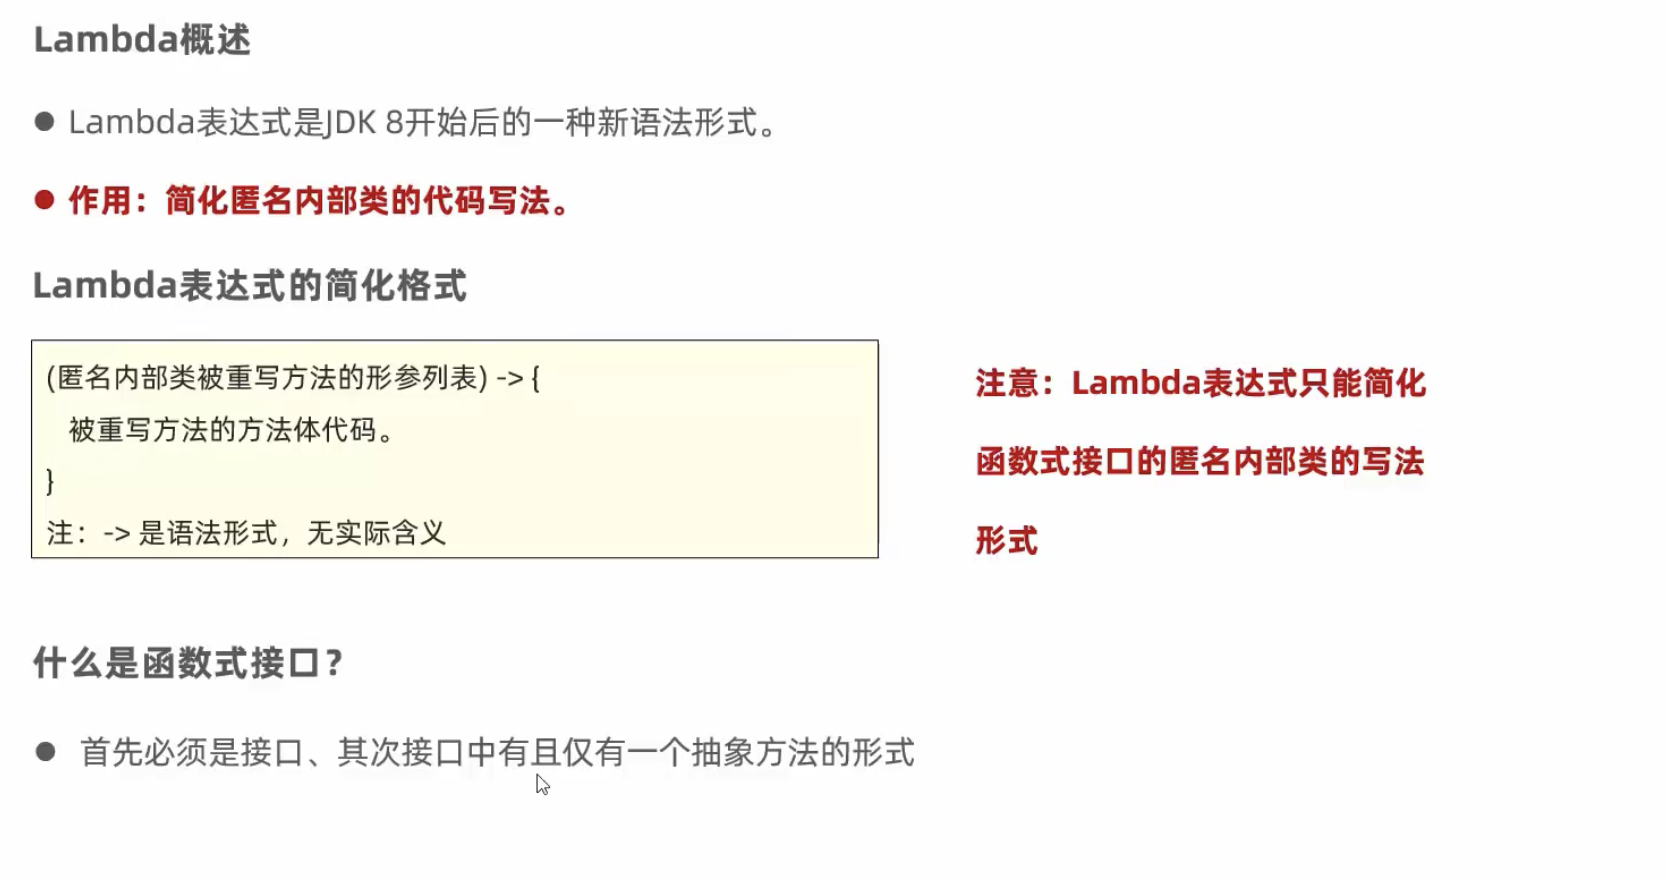 Lambda概述
● Lambda表达式是JDK 8开始后的一种新语法形式。
● 作用：简化匿名内部类的代码写法。
Lambda表达式的简化格式
(匿名内部类被重写方法的形参列表) -> {
被重写方法的方法体代码。
}
注：-> 是语法形式，无实际含义
注意：Lambda表达式只能简化
函数式接口的匿名内部类的写法
形式
什么是函数式接口？
● 首先必须是接口、其次接口中有且仅有一个抽象方法的形式